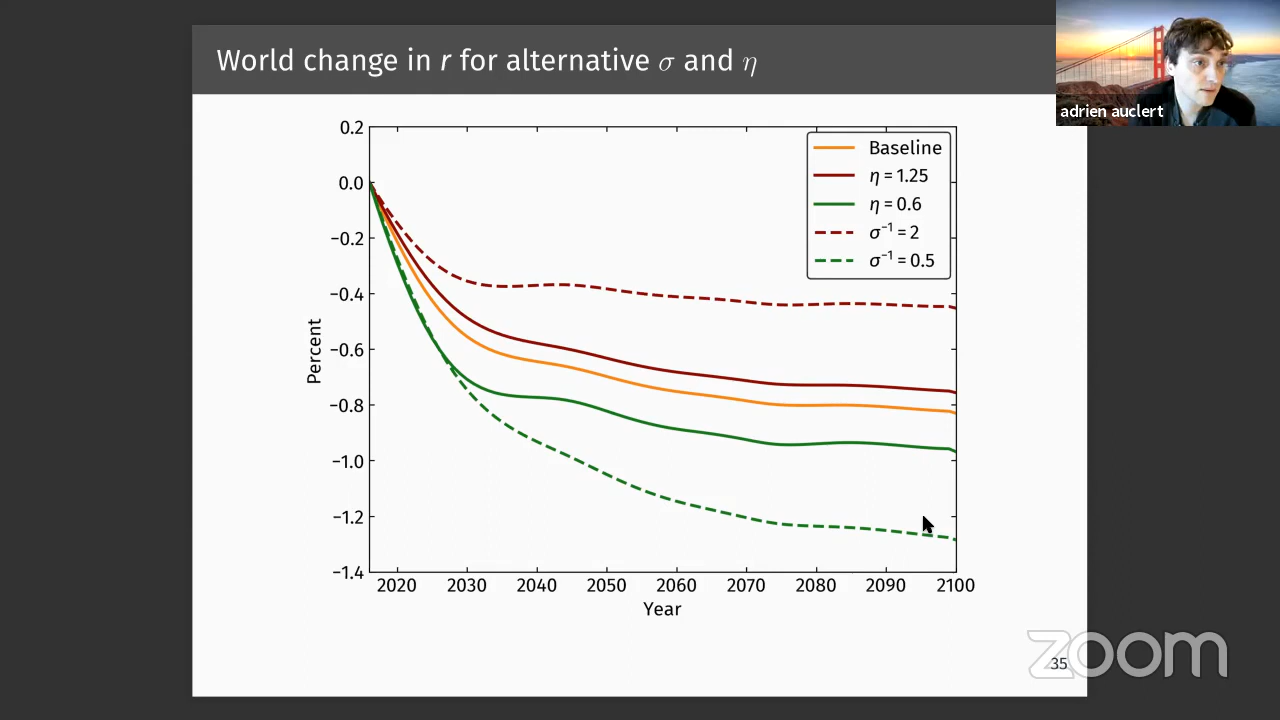 World change in r for alternative σ and η
adrien auclert
0.2
0.0
−0.2
−0.4
−0.6
−0.8
−1.0
−1.2
−1.4
Percent
Baseline
η = 1.25
η = 0.6
σ⁻¹ = 2
σ⁻¹ = 0.5
2020 2030 2040 2050 2060 2070 2080 2090 2100
Year
35
zoom